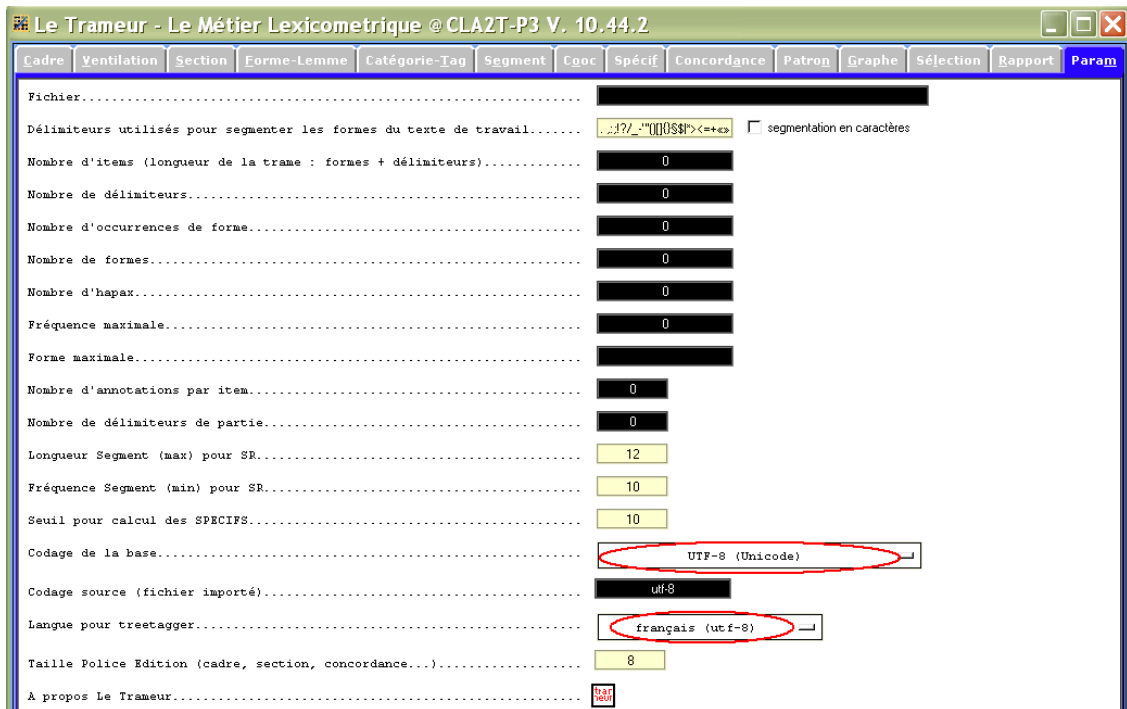 Le Trameur - Le Métier Lexicometrique @ CLA2T-P3 V. 10.44.2
Cadre Ventilation Section Forme-Lemme Catégorie-Tag Segment Cooc Spécif Concordance Patron Graphe Sélection Rapport Param
Fichier..............................................................
Délimiteurs utilisés pour segmenter les formes du texte de travail....... .,:;!?/_-'"()[]{}§$|*><=+«» segmentation en caractères
Nombre d'items (longueur de la trame : formes + délimiteurs)............ 0
Nombre de délimiteurs................................................ 0
Nombre d'occurrences de forme........................................ 0
Nombre de formes..................................................... 0
Nombre d'hapax....................................................... 0
Fréquence maximale................................................... 0
Forme maximale.......................................................
Nombre d'annotations par item........................................ 0
Nombre de délimiteurs de partie...................................... 0
Longueur Segment (max) pour SR....................................... 12
Fréquence Segment (min) pour SR...................................... 10
Seuil pour calcul des SPECIFS........................................ 10
Codage de la base.................................................... UTF-8 (Unicode)
Codage source (fichier importé)...................................... utf-8
Langue pour treetagger............................................... français (utf-8)
Taille Police Edition (cadre, section, concordance...).................. 8
A propos Le Trameur.................................................. trameur